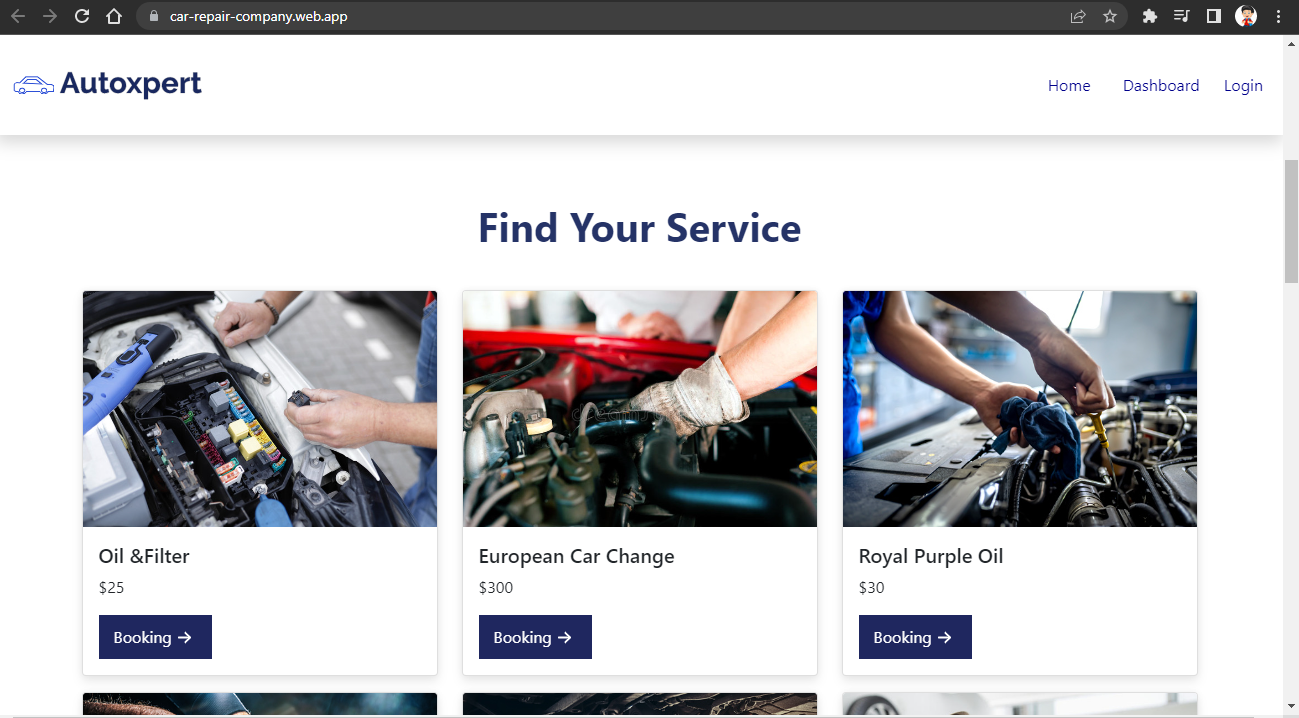 car-repair-company.web.app
Autoxpert
Home Dashboard Login
Find Your Service
Oil &Filter
$25
Booking →
European Car Change
$300
Booking →
Royal Purple Oil
$30
Booking →